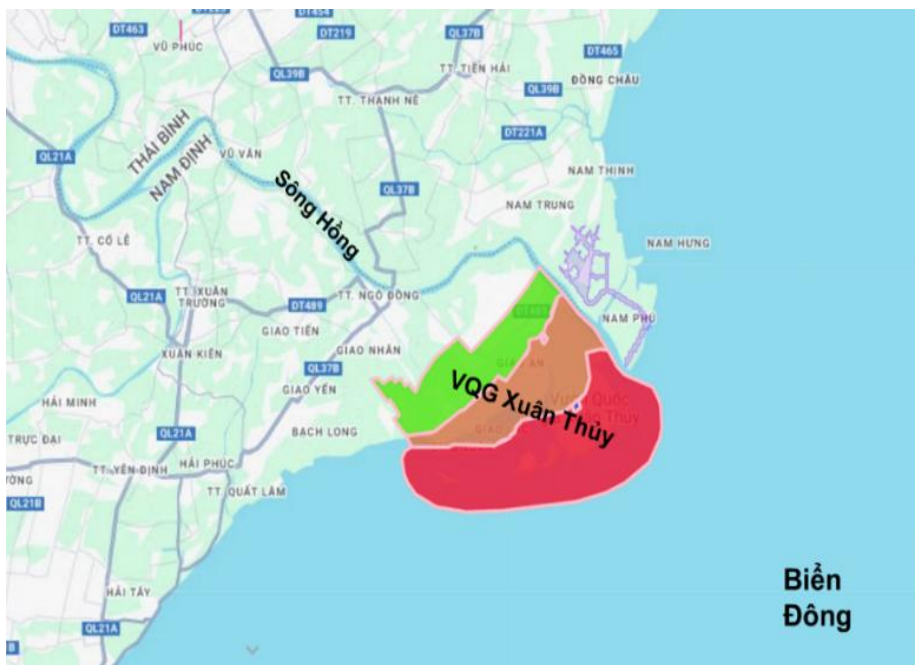 DT463
DT454
QL37B
DT465
VŨ PHÚC
DT219
QL39B
TT. TIỀN HẢI
ĐỒNG CHÂU
QL39B
TT. THANH NÊ
DT221A
QL21A
THÁI BÌNH
NAM ĐỊNH
VŨ VÂN
NAM THỊNH
QL37B
Sông Hồng
NAM TRUNG
TT. CỔ LỄ
NAM HƯNG
QL21A
TT. XUÂN
TRƯỜNG
TT. NGÔ ĐỒNG
DT489
GIAO TIẾN
NAM PHÚ
XUÂN KIÊN
GIAO NHÂN
GIAO AN
QL37B
GIAO YẾN
VQG Xuân Thủy
HẢI MINH
BẠCH LONG
QL21A
TRỰC ĐẠI
HẢI PHÚC
TT. YÊN ĐỊNH
TT. QUẤT LÂM
QL21B
HẢI TÂY
QL21A
Biển
Đông